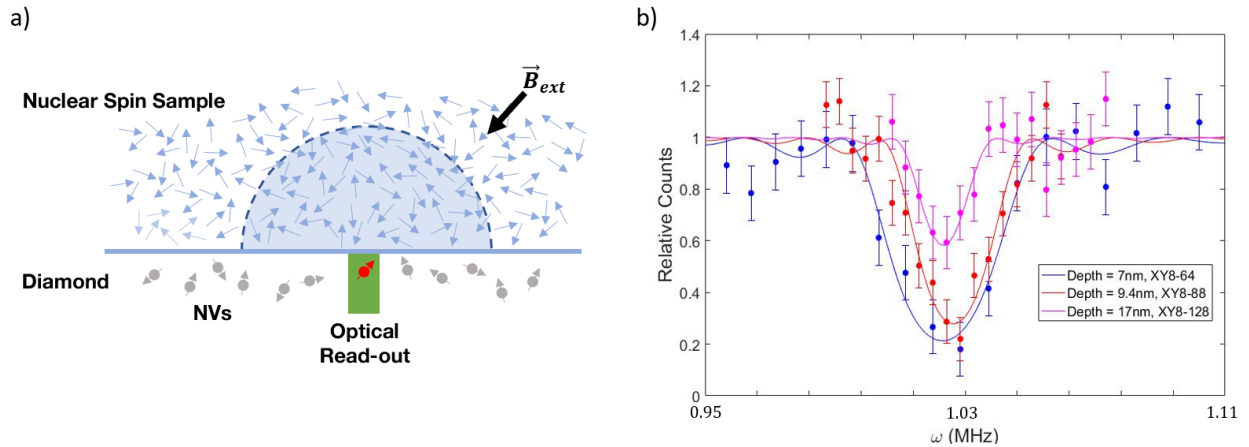 a)
Nuclear Spin Sample
B_ext
Diamond
NVs
Optical
Read-out
b)
1.4
1.2
1
0.8
0.6
0.4
0.2
0
Relative Counts
Depth = 7nm, XY8-64
Depth = 9.4nm, XY8-88
Depth = 17nm, XY8-128
0.95
1.03
1.11
ω (MHz)